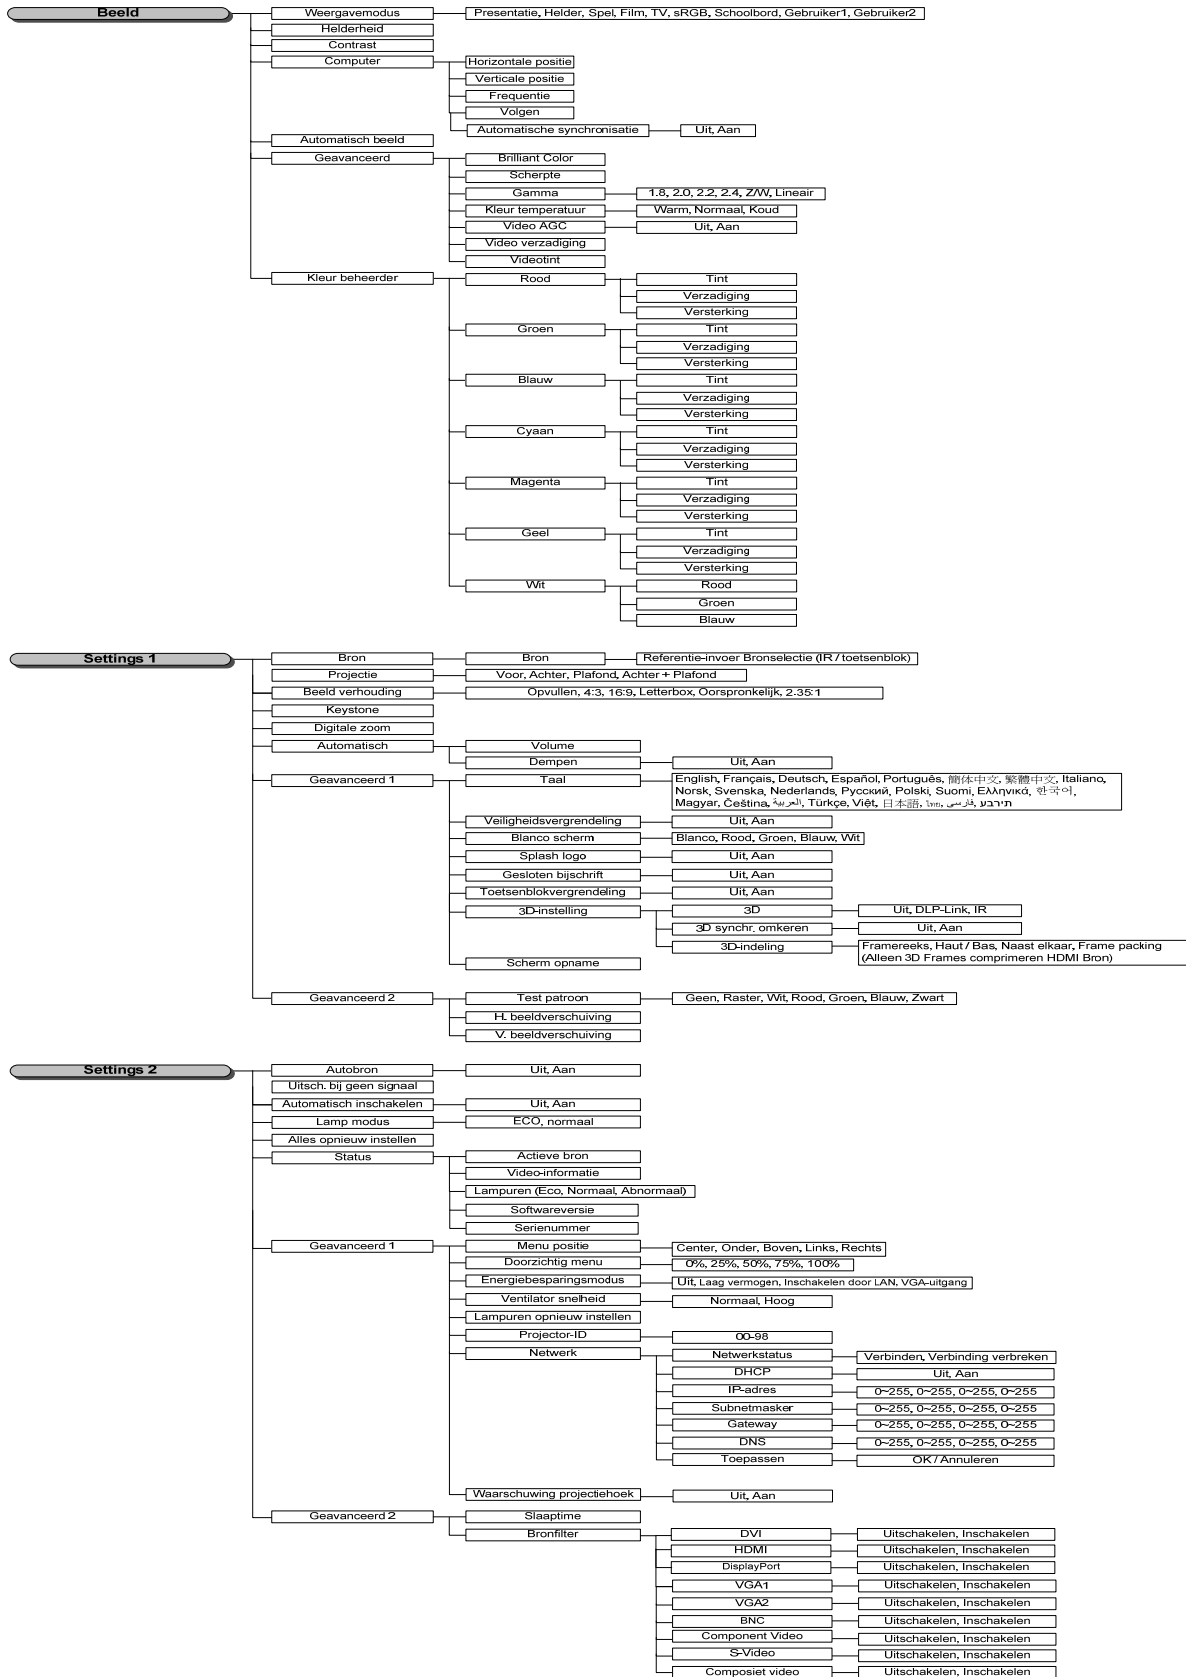 Beeld
Weergavemodus
Presentatie, Helder, Spel, Film, TV, sRGB, Schoolbord, Gebruiker1, Gebruiker2
Helderheid
Contrast
Computer
Horizontale positie
Verticale positie
Frequentie
Volgen
Automatische synchronisatie
Uit, Aan
Automatisch beeld
Geavanceerd
Brilliant Color
Scherpte
Gamma
1.8, 2.0, 2.2, 2.4, Z/W, Lineair
Kleur temperatuur
Warm, Normaal, Koud
Video AGC
Uit, Aan
Video verzadiging
Videotint
Kleur beheerder
Rood
Tint
Verzadiging
Versterking
Groen
Tint
Verzadiging
Versterking
Blauw
Tint
Verzadiging
Versterking
Cyaan
Tint
Verzadiging
Versterking
Magenta
Tint
Verzadiging
Versterking
Geel
Tint
Verzadiging
Versterking
Wit
Rood
Groen
Blauw
Settings 1
Bron
Bron
Referentie-invoer Bronselectie (IR / toetsenblok)
Projectie
Voor, Achter, Plafond, Achter + Plafond
Beeld verhouding
Opvullen, 4:3, 16:9, Letterbox, Oorspronkelijk, 2.35:1
Keystone
Digitale zoom
Automatisch
Volume
Dempen
Uit, Aan
Geavanceerd 1
Taal
English, Français, Deutsch, Español, Português, 簡体中文, 繁體中文, Italiano,
Norsk, Svenska, Nederlands, Русский, Polski, Suomi, Ελληνικά, 한국어,
Magyar, Čeština, العربية, Türkçe, Việt, 日本語, ไทย, فارسی, תירבע
Veiligheidsvergrendeling
Uit, Aan
Blanco scherm
Blanco, Rood, Groen, Blauw, Wit
Splash logo
Uit, Aan
Gesloten bijschrift
Uit, Aan
Toetsenblokvergrendeling
Uit, Aan
3D-instelling
3D
Uit, DLP-Link, IR
3D synchr. omkeren
Uit, Aan
3D-indeling
Framereeks, Haut / Bas, Naast elkaar, Frame packing
(Alleen 3D Frames comprimeren HDMI Bron)
Scherm opname
Geavanceerd 2
Test patroon
Geen, Raster, Wit, Rood, Groen, Blauw, Zwart
H. beeldverschuiving
V. beeldverschuiving
Settings 2
Autobron
Uit, Aan
Uitsch. bij geen signaal
Automatisch inschakelen
Uit, Aan
Lamp modus
ECO, normaal
Alles opnieuw instellen
Status
Actieve bron
Video-informatie
Lampuren (Eco, Normaal, Abnormaal)
Softwareversie
Serienummer
Geavanceerd 1
Menu positie
Center, Onder, Boven, Links, Rechts
Doorzichtig menu
0%, 25%, 50%, 75%, 100%
Energiebesparingsmodus
Uit, Laag vermogen, Inschakelen door LAN, VGA-uitgang
Ventilator snelheid
Normaal, Hoog
Lampuren opnieuw instellen
Projector-ID
00-98
Netwerk
Netwerkstatus
Verbinden, Verbinding verbreken
DHCP
Uit, Aan
IP-adres
0~255, 0~255, 0~255, 0~255
Subnetmasker
0~255, 0~255, 0~255, 0~255
Gateway
0~255, 0~255, 0~255, 0~255
DNS
0~255, 0~255, 0~255, 0~255
Toepassen
OK / Annuleren
Waarschuwing projectiehoek
Uit, Aan
Geavanceerd 2
Slaaptime
Bronfilter
DVI
Uitschakelen, Inschakelen
HDMI
Uitschakelen, Inschakelen
DisplayPort
Uitschakelen, Inschakelen
VGA1
Uitschakelen, Inschakelen
VGA2
Uitschakelen, Inschakelen
BNC
Uitschakelen, Inschakelen
Component Video
Uitschakelen, Inschakelen
S-Video
Uitschakelen, Inschakelen
Composiet video
Uitschakelen, Inschakelen